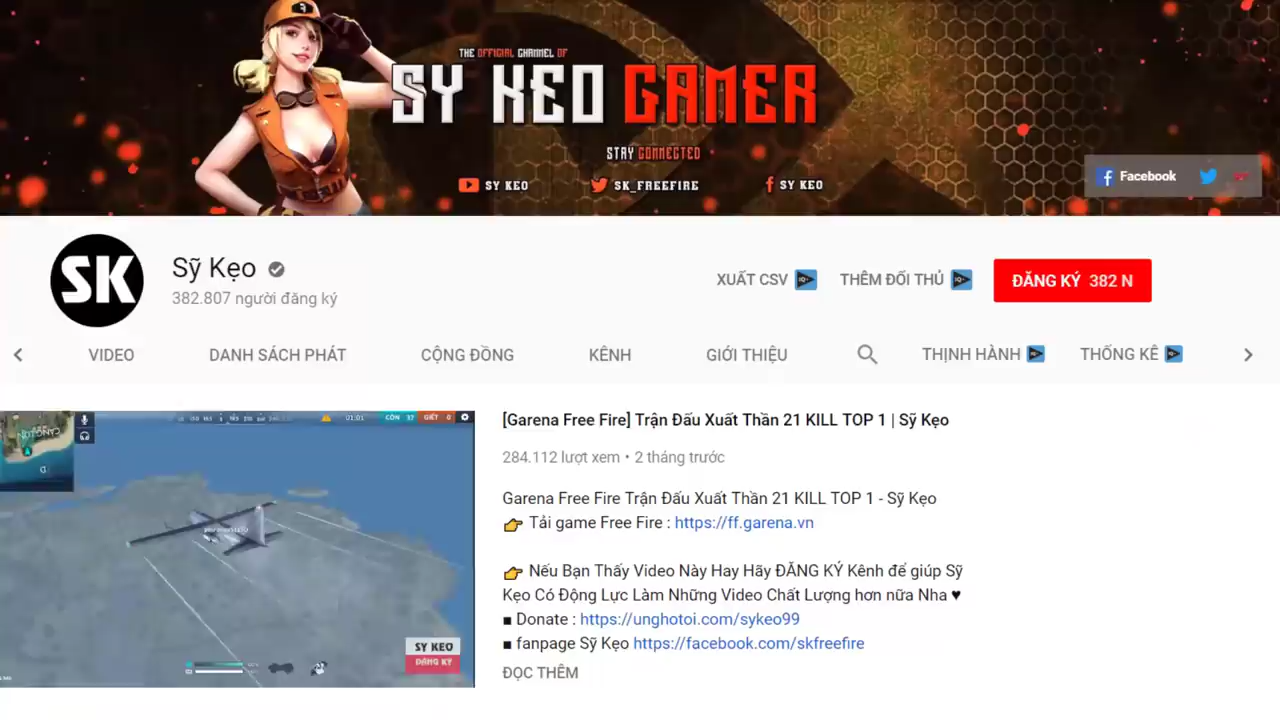 THE OFFICIAL CHANNEL OF
SY KEO GAMER
STAY CONNECTED
SY KEO
SK_FREEFIRE
SY KEO
Facebook
SK
Sỹ Kẹo
382.807 người đăng ký
XUẤT CSV
THÊM ĐỐI THỦ
ĐĂNG KÝ 382 N
VIDEO
DANH SÁCH PHÁT
CỘNG ĐỒNG
KÊNH
GIỚI THIỆU
THỊNH HÀNH
THỐNG KÊ
01:01
CÒN 37
GIẾT 0
SY KEO
ĐĂNG KÝ
[Garena Free Fire] Trận Đấu Xuất Thần 21 KILL TOP 1 | Sỹ Kẹo
284.112 lượt xem • 2 tháng trước
Garena Free Fire Trận Đấu Xuất Thần 21 KILL TOP 1 - Sỹ Kẹo
👉 Tải game Free Fire : https://ff.garena.vn
👉 Nếu Bạn Thấy Video Này Hay Hãy ĐĂNG KÝ Kênh để giúp Sỹ
Kẹo Có Động Lực Làm Những Video Chất Lượng hơn nữa Nha ♥
■ Donate : https://unghotoi.com/sykeo99
■ fanpage Sỹ Kẹo https://facebook.com/skfreefire
ĐỌC THÊM